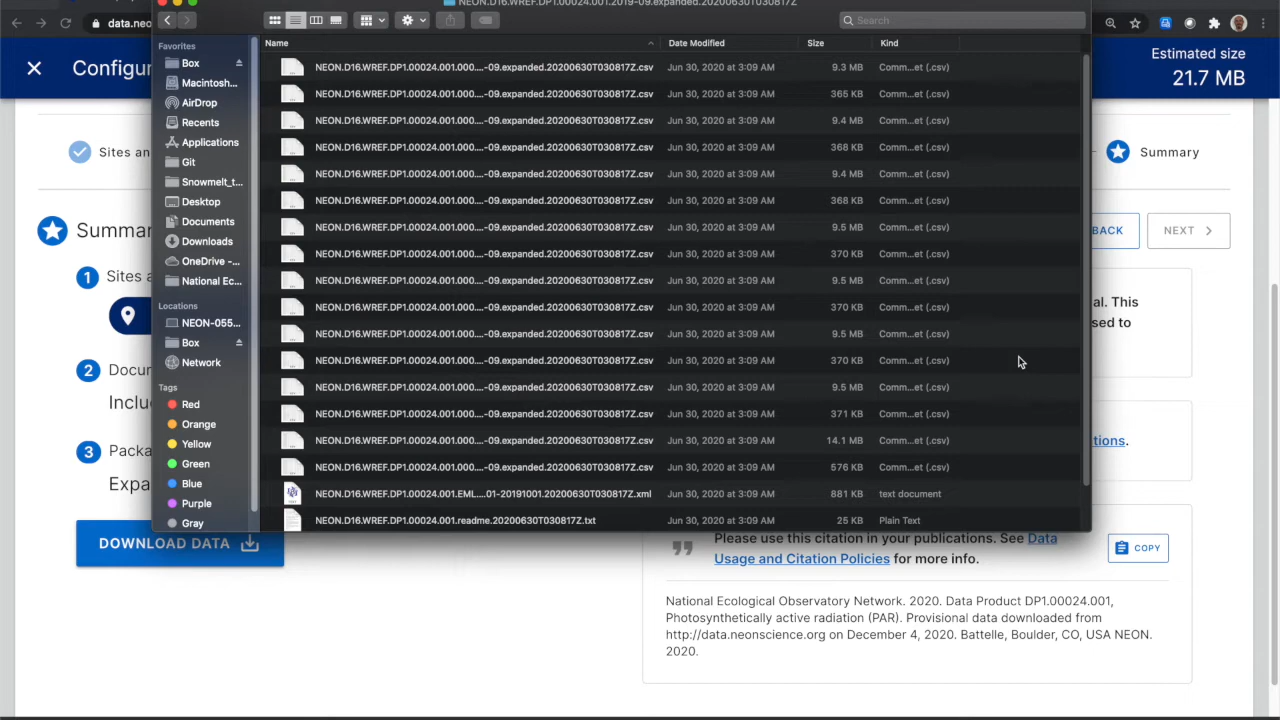 NEON.D16.WREF.DP1.00024.001.2019-09.expanded.20200630T030817Z
data.neo
Search
Configu
Estimated size
21.7 MB
Favorites
Box
Macintosh...
AirDrop
Recents
Applications
Git
Snowmelt_t...
Desktop
Documents
Downloads
OneDrive -...
National Ec...
Locations
NEON-055...
Box
Network
Tags
Red
Orange
Yellow
Green
Blue
Purple
Gray
Name Date Modified Size Kind
NEON.D16.WREF.DP1.00024.001.000....-09.expanded.20200630T030817Z.csv Jun 30, 2020 at 3:09 AM 9.3 MB Comm...et (.csv)
NEON.D16.WREF.DP1.00024.001.000....-09.expanded.20200630T030817Z.csv Jun 30, 2020 at 3:09 AM 365 KB Comm...et (.csv)
NEON.D16.WREF.DP1.00024.001.000....-09.expanded.20200630T030817Z.csv Jun 30, 2020 at 3:09 AM 9.4 MB Comm...et (.csv)
NEON.D16.WREF.DP1.00024.001.000....-09.expanded.20200630T030817Z.csv Jun 30, 2020 at 3:09 AM 368 KB Comm...et (.csv)
NEON.D16.WREF.DP1.00024.001.000....-09.expanded.20200630T030817Z.csv Jun 30, 2020 at 3:09 AM 9.4 MB Comm...et (.csv)
NEON.D16.WREF.DP1.00024.001.000....-09.expanded.20200630T030817Z.csv Jun 30, 2020 at 3:09 AM 368 KB Comm...et (.csv)
NEON.D16.WREF.DP1.00024.001.000....-09.expanded.20200630T030817Z.csv Jun 30, 2020 at 3:09 AM 9.5 MB Comm...et (.csv)
NEON.D16.WREF.DP1.00024.001.000....-09.expanded.20200630T030817Z.csv Jun 30, 2020 at 3:09 AM 370 KB Comm...et (.csv)
NEON.D16.WREF.DP1.00024.001.000....-09.expanded.20200630T030817Z.csv Jun 30, 2020 at 3:09 AM 9.5 MB Comm...et (.csv)
NEON.D16.WREF.DP1.00024.001.000....-09.expanded.20200630T030817Z.csv Jun 30, 2020 at 3:09 AM 370 KB Comm...et (.csv)
NEON.D16.WREF.DP1.00024.001.000....-09.expanded.20200630T030817Z.csv Jun 30, 2020 at 3:09 AM 9.5 MB Comm...et (.csv)
NEON.D16.WREF.DP1.00024.001.000....-09.expanded.20200630T030817Z.csv Jun 30, 2020 at 3:09 AM 370 KB Comm...et (.csv)
NEON.D16.WREF.DP1.00024.001.000....-09.expanded.20200630T030817Z.csv Jun 30, 2020 at 3:09 AM 9.5 MB Comm...et (.csv)
NEON.D16.WREF.DP1.00024.001.000....-09.expanded.20200630T030817Z.csv Jun 30, 2020 at 3:09 AM 371 KB Comm...et (.csv)
NEON.D16.WREF.DP1.00024.001.000....-09.expanded.20200630T030817Z.csv Jun 30, 2020 at 3:09 AM 14.1 MB Comm...et (.csv)
NEON.D16.WREF.DP1.00024.001.000....-09.expanded.20200630T030817Z.csv Jun 30, 2020 at 3:09 AM 576 KB Comm...et (.csv)
NEON.D16.WREF.DP1.00024.001.EML....01-20191001.20200630T030817Z.xml Jun 30, 2020 at 3:09 AM 881 KB text document
NEON.D16.WREF.DP1.00024.001.readme.20200630T030817Z.txt Jun 30, 2020 at 3:09 AM 25 KB Plain Text
Sites an
Summary
Summar
BACK
NEXT
1 Sites a
2 Docum
Includ
3 Packa
Expan
DOWNLOAD DATA
al. This
sed to
tions.
Please use this citation in your publications. See Data
Usage and Citation Policies for more info.
COPY
National Ecological Observatory Network. 2020. Data Product DP1.00024.001,
Photosynthetically active radiation (PAR). Provisional data downloaded from
http://data.neonscience.org on December 4, 2020. Battelle, Boulder, CO, USA NEON.
2020.